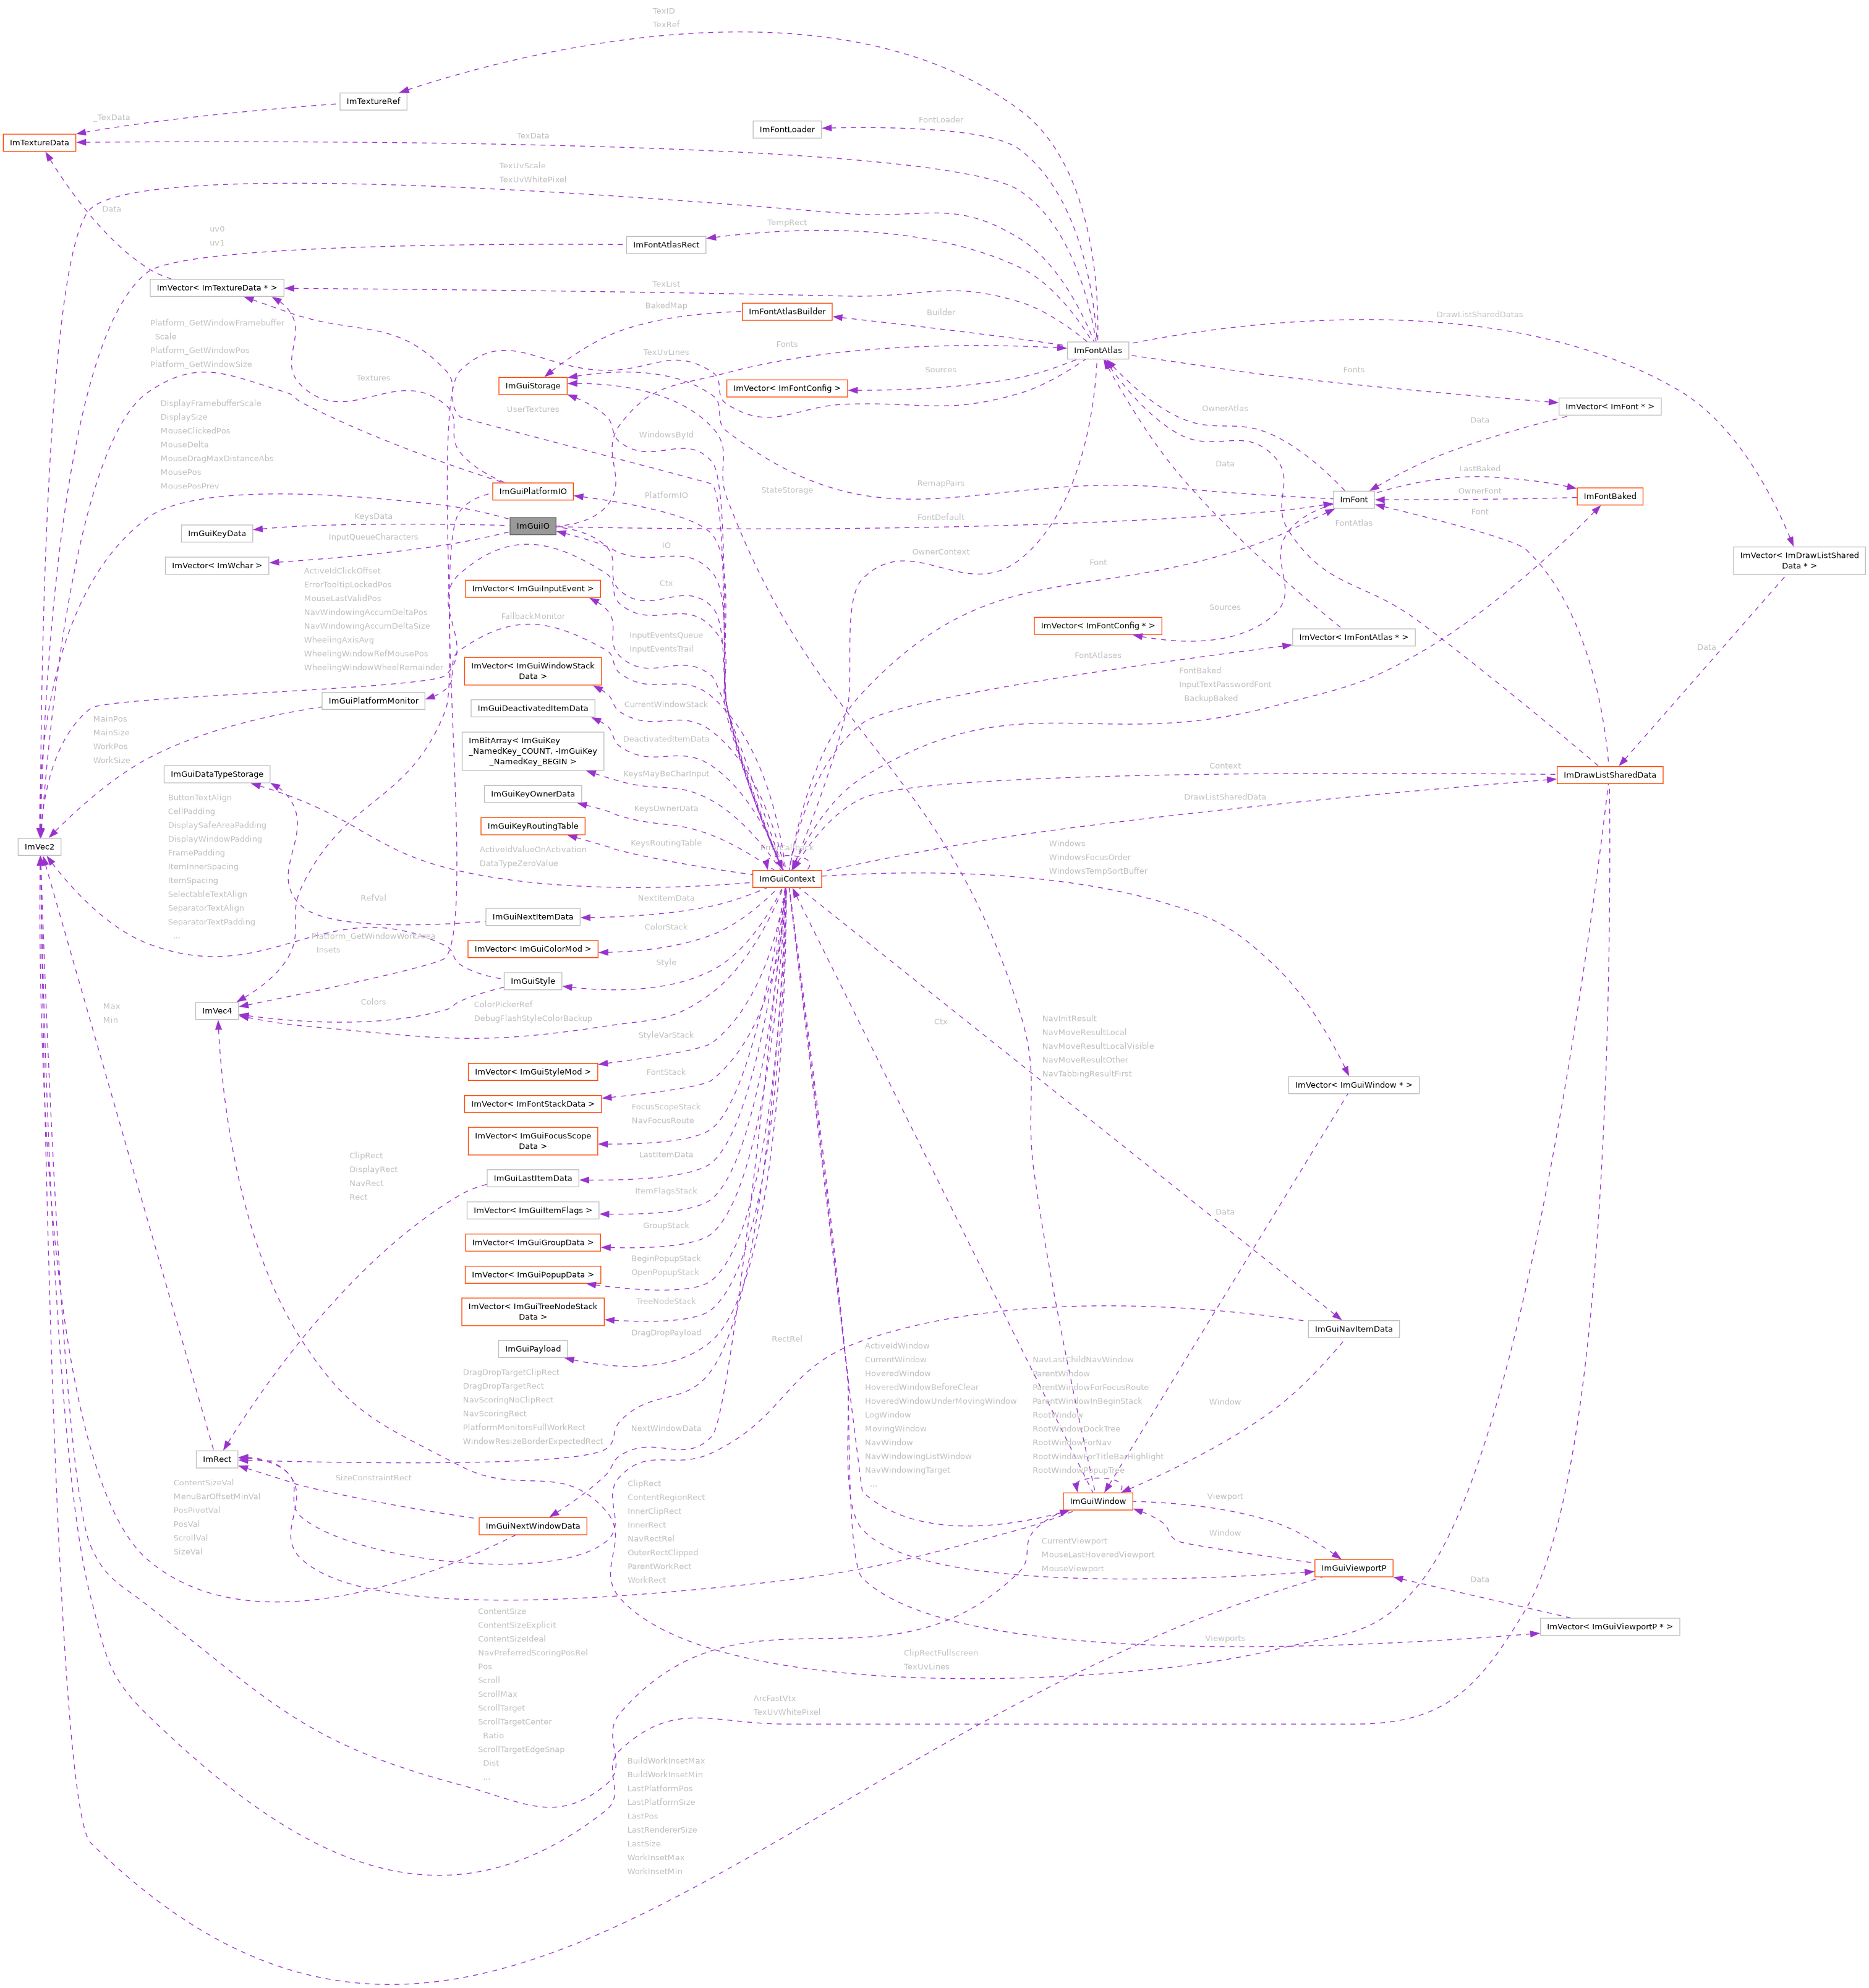 TexID
TexRef
ImTextureRef
_TexData
ImFontLoader
FontLoader
ImTextureData
TexData
TexUvScale
TexUvWhitePixel
Data
TempRect
uv0
uv1
ImFontAtlasRect
ImVector< ImTextureData * >
TexList
BakedMap
ImFontAtlasBuilder
Builder
DrawListSharedDatas
Platform_GetWindowFramebuffer
Scale
Platform_GetWindowPos
Platform_GetWindowSize
Fonts
ImFontAtlas
TexUvLines
Textures
ImGuiStorage
ImVector< ImFontConfig >
Sources
Fonts
DisplayFramebufferScale
DisplaySize
MouseClickedPos
MouseDelta
MouseDragMaxDistanceAbs
MousePos
MousePosPrev
UserTextures
OwnerAtlas
ImVector< ImFont * >
Data
WindowsById
Data
LastBaked
ImGuiPlatformIO
PlatformIO
StateStorage
RemapPairs
OwnerFont
ImFont
ImFontBaked
ImGuiKeyData
KeysData
ImGuiIO
FontDefault
FontAtlas
Font
InputQueueCharacters
IO
OwnerContext
ImVector< ImWchar >
ImVector< ImDrawListShared
Data * >
Font
ActiveIdClickOffset
ErrorTooltipLockedPos
MouseLastValidPos
NavWindowingAccumDeltaPos
NavWindowingAccumDeltaSize
WheelingAxisAvg
WheelingWindowRefMousePos
WheelingWindowWheelRemainder
ImVector< ImGuiInputEvent >
Ctx
FallbackMonitor
Sources
ImVector< ImFontConfig * >
ImVector< ImFontAtlas * >
InputEventsQueue
InputEventsTrail
FontAtlases
Data
ImVector< ImGuiWindowStack
Data >
FontBaked
InputTextPasswordFont
BackupBaked
ImGuiPlatformMonitor
ImGuiDeactivatedItemData
CurrentWindowStack
MainPos
MainSize
WorkPos
WorkSize
ImBitArray< ImGuiKey
_NamedKey_COUNT, -ImGuiKey
_NamedKey_BEGIN >
DeactivatedItemData
KeysMayBeCharInput
Context
ImGuiDataTypeStorage
ImDrawListSharedData
ImGuiKeyOwnerData
KeysOwnerData
DrawListSharedData
ButtonTextAlign
CellPadding
DisplaySafeAreaPadding
DisplayWindowPadding
FramePadding
ItemInnerSpacing
ItemSpacing
SelectableTextAlign
SeparatorTextAlign
SeparatorTextPadding
...
ImGuiKeyRoutingTable
KeysRoutingTable
ImVec2
ActiveIdValueOnActivation
DataTypeZeroValue
Windows
WindowsFocusOrder
WindowsTempSortBuffer
ImGuiContext
RefVal
ImGuiNextItemData
NextItemData
Platform_GetWindowWorkArea
Insets
ImVector< ImGuiColorMod >
ColorStack
Style
ImGuiStyle
Max
Min
ImVec4
Colors
ColorPickerRef
DebugFlashStyleColorBackup
Ctx
NavInitResult
NavMoveResultLocal
NavMoveResultLocalVisible
NavMoveResultOther
NavTabbingResultFirst
StyleVarStack
ImVector< ImGuiStyleMod >
FontStack
ImVector< ImGuiWindow * >
ImVector< ImFontStackData >
FocusScopeStack
NavFocusRoute
ImVector< ImGuiFocusScope
Data >
ClipRect
DisplayRect
NavRect
Rect
LastItemData
ImGuiLastItemData
ItemFlagsStack
ImVector< ImGuiItemFlags >
Data
GroupStack
ImVector< ImGuiGroupData >
BeginPopupStack
OpenPopupStack
ImVector< ImGuiPopupData >
TreeNodeStack
ImVector< ImGuiTreeNodeStack
Data >
DragDropPayload
RectRel
ImGuiNavItemData
ImGuiPayload
ActiveIdWindow
CurrentWindow
HoveredWindow
HoveredWindowBeforeClear
HoveredWindowUnderMovingWindow
LogWindow
MovingWindow
NavWindow
NavWindowingListWindow
NavWindowingTarget
...
NavLastChildNavWindow
ParentWindow
ParentWindowForFocusRoute
ParentWindowInBeginStack
RootWindow
RootWindowDockTree
RootWindowForNav
RootWindowForTitleBarHighlight
RootWindowPopupTree
DragDropTargetClipRect
DragDropTargetRect
NavScoringNoClipRect
NavScoringRect
PlatformMonitorsFullWorkRect
WindowResizeBorderExpectedRect
Window
NextWindowData
ImRect
SizeConstraintRect
ContentSizeVal
MenuBarOffsetMinVal
PosPivotVal
PosVal
ScrollVal
SizeVal
ClipRect
ContentRegionRect
InnerClipRect
InnerRect
NavRectRel
OuterRectClipped
ParentWorkRect
WorkRect
ImGuiWindow
Viewport
ImGuiNextWindowData
Window
CurrentViewport
MouseLastHoveredViewport
MouseViewport
ImGuiViewportP
Data
ImVector< ImGuiViewportP * >
Viewports
ContentSize
ContentSizeExplicit
ContentSizeIdeal
NavPreferredScoringPosRel
Pos
Scroll
ScrollMax
ScrollTarget
ScrollTargetCenter
Ratio
ScrollTargetEdgeSnap
Dist
...
ClipRectFullscreen
TexUvLines
ArcFastVtx
TexUvWhitePixel
BuildWorkInsetMax
BuildWorkInsetMin
LastPlatformPos
LastPlatformSize
LastPos
LastRendererSize
LastSize
WorkInsetMax
WorkInsetMin